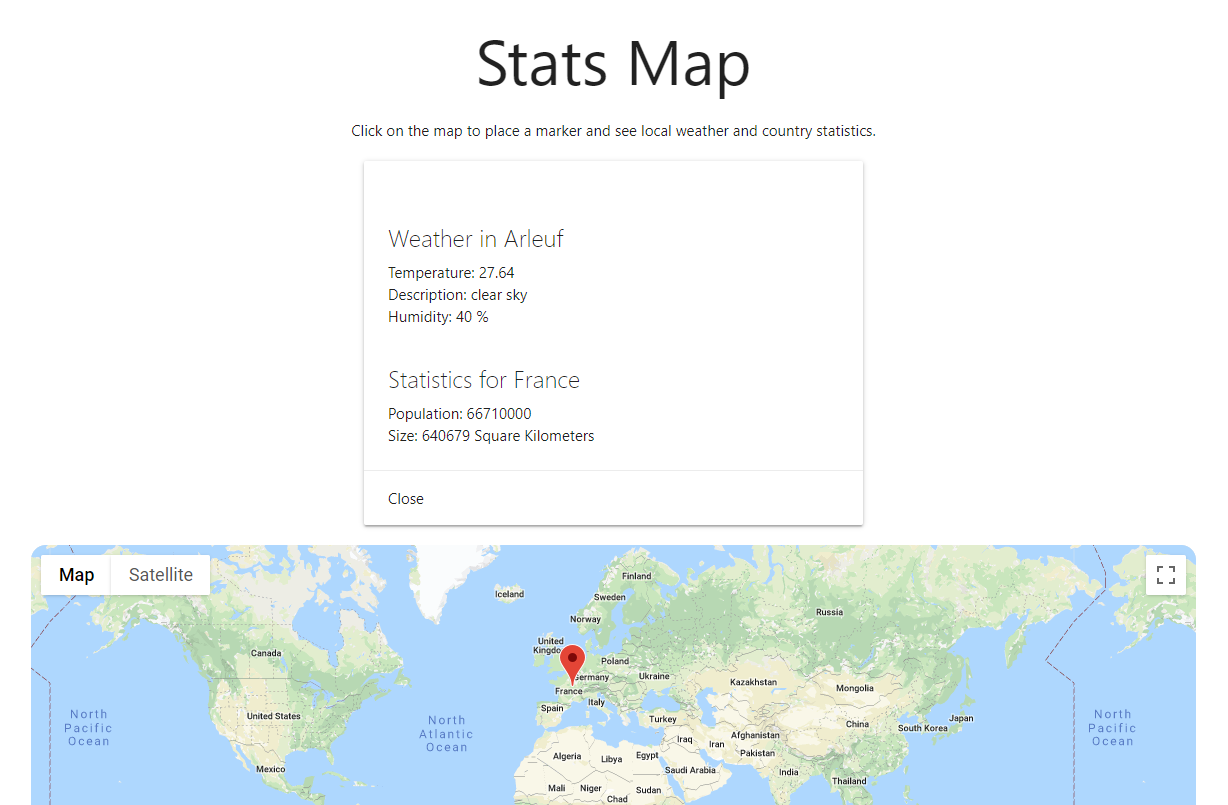 Stats Map
Click on the map to place a marker and see local weather and country statistics.
Weather in Arleuf
Temperature: 27.64
Description: clear sky
Humidity: 40 %
Statistics for France
Population: 66710000
Size: 640679 Square Kilometers
Close
Map
Satellite
Finland
Iceland
Sweden
Russia
Norway
United
Kingdo
Canada
Poland
Germany
Ukraine
Kazakhstan
France
Mongolia
Spain
Italy
North
Pacific
Ocean
United States
North
Atlantic
Ocean
Turkey
China
Japan
South Korea
North
Pacific
Ocean
Afghanistan
Iraq
Iran
Algeria
Libya
Egypt
Pakistan
Mexico
Saudi Arabia
India
Thailand
Mali
Niger
Sudan
Chad